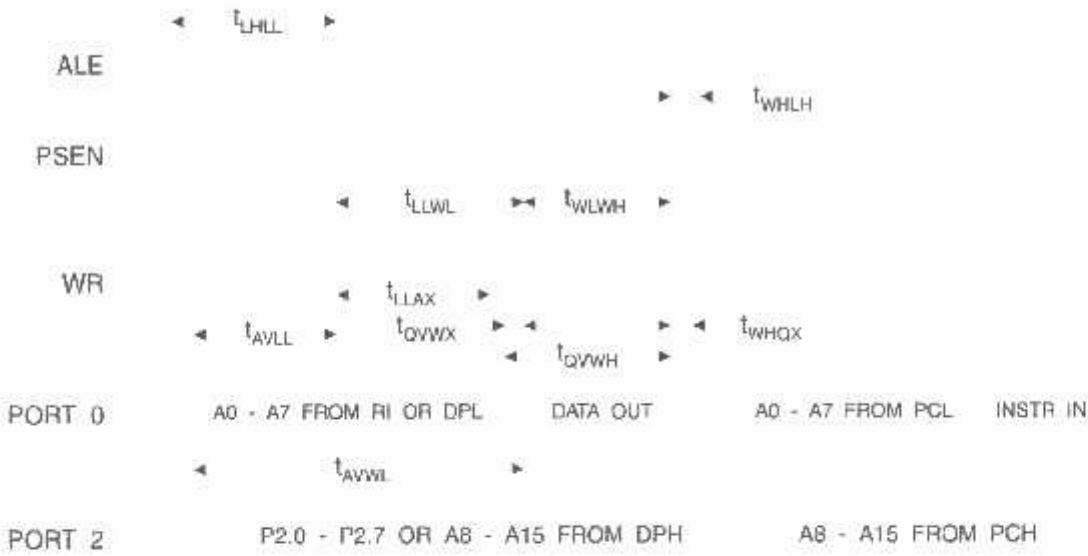 tLHLL
ALE
tWHLH
PSEN
tLLWL tWLWH
WR
tLLAX
tAVLL tQVWX tWHQX
tQVWH
PORT 0 A0 - A7 FROM RI OR DPL DATA OUT A0 - A7 FROM PCL INSTR IN
tAVWL
PORT 2 P2.0 - P2.7 OR A8 - A15 FROM DPH A8 - A15 FROM PCH